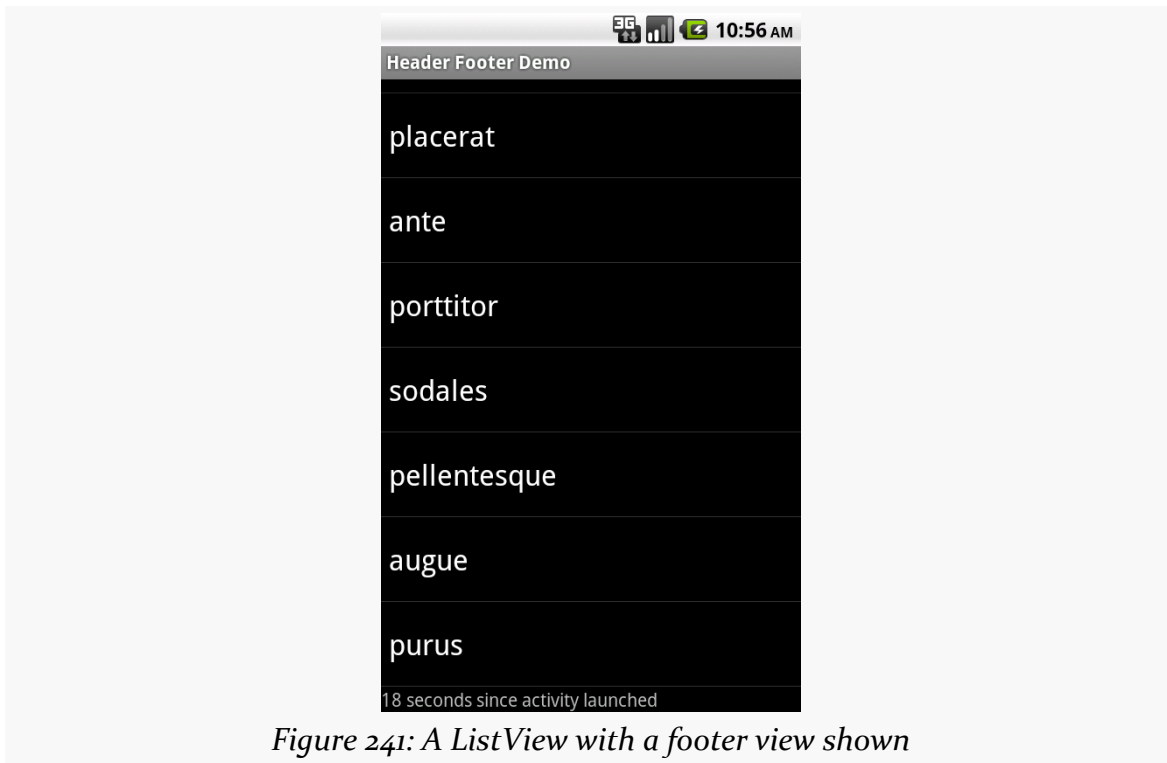 3G 10:56 AM
Header Footer Demo
placerat
ante
porttitor
sodales
pellentesque
augue
purus
18 seconds since activity launched
Figure 241: A ListView with a footer view shown